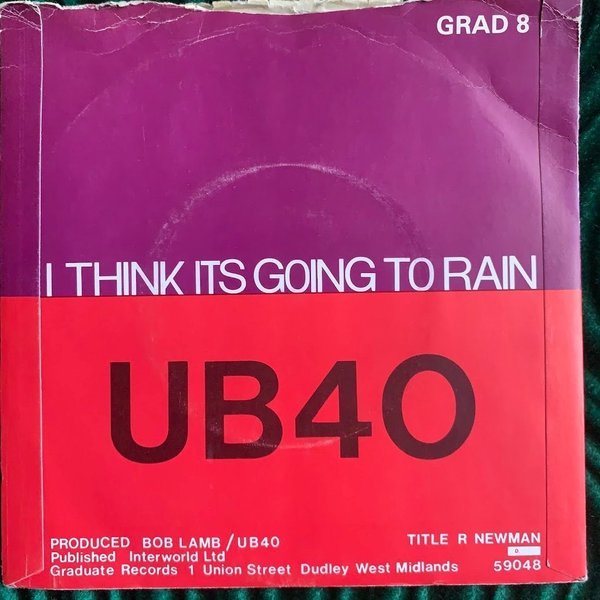 GRAD 8
I THINK ITS GOING TO RAIN
UB40
PRODUCED BOB LAMB/UB40
Published Interworld Ltd
Graduate Records 1 Union Street Dudley West Midlands
TITLE R NEWMAN
0
59048